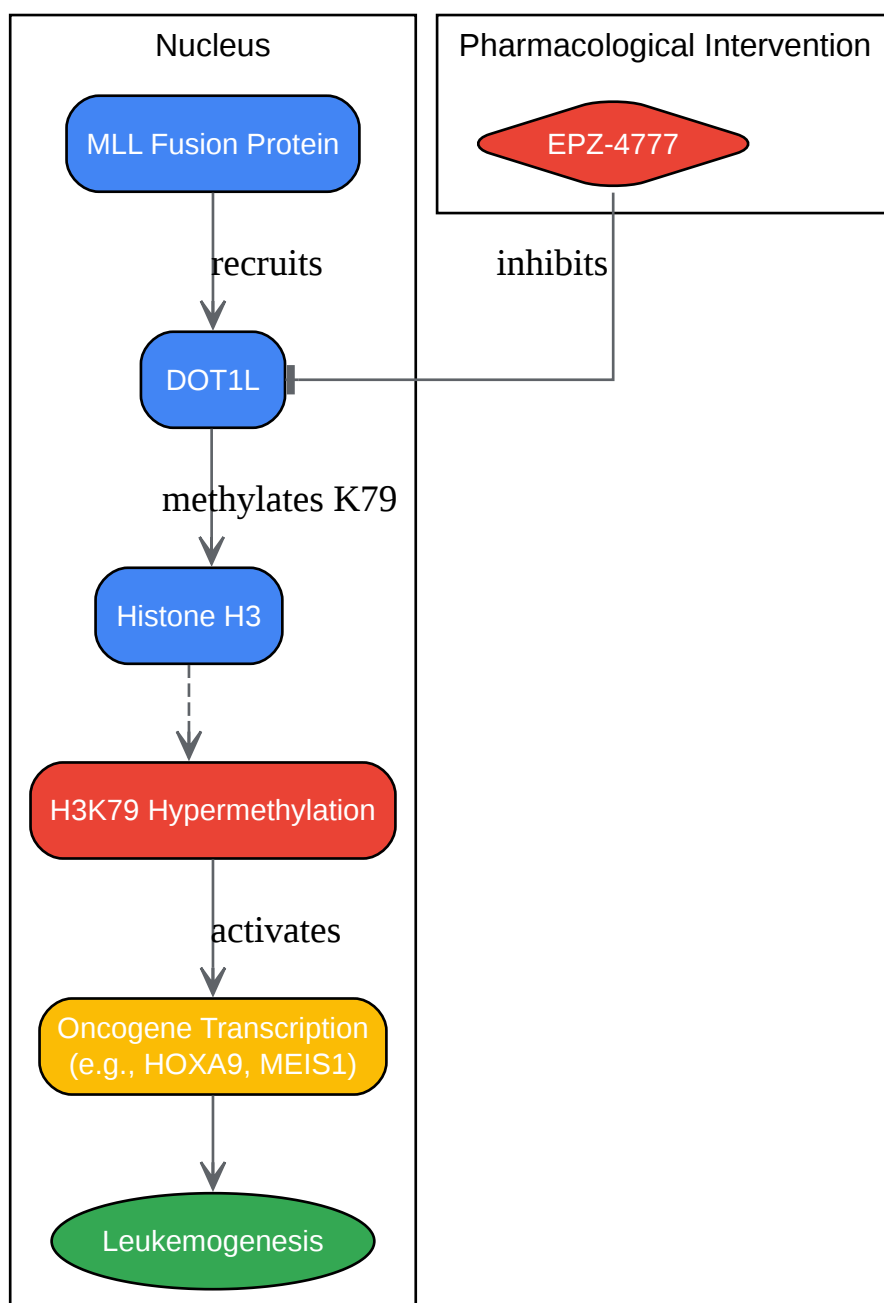 Nucleus
Pharmacological Intervention
MLL Fusion Protein
EPZ-4777
recruits
inhibits
DOT1L
methylates K79
Histone H3
H3K79 Hypermethylation
activates
Oncogene Transcription
(e.g., HOXA9, MEIS1)
Leukemogenesis